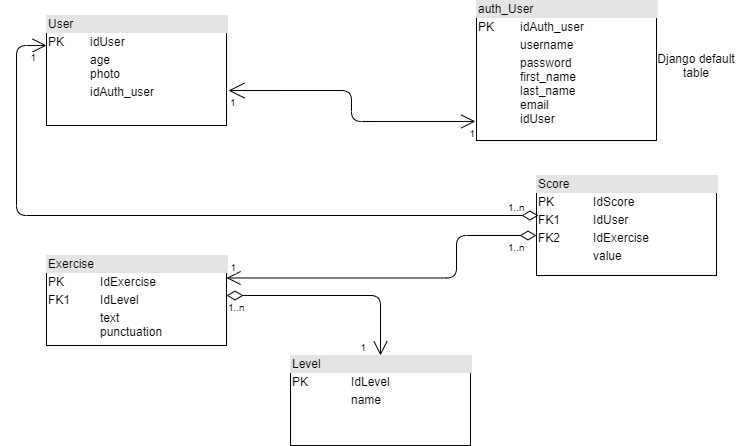 User
PK idUser
age
photo
idAuth_user
1
1
auth_User
PK idAuth_user
username
password
first_name
last_name
email
idUser
1
Django default
table
Score
PK IdScore
FK1 IdUser
FK2 IdExercise
value
1..n
1..n
Exercise
PK IdExercise
FK1 IdLevel
text
punctuation
1
1..n
1
Level
PK IdLevel
name